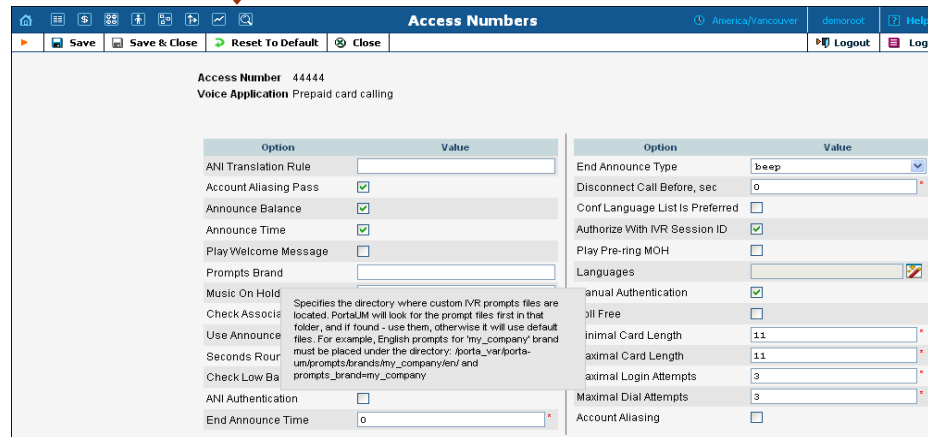 Access Numbers
America/Vancouver
demoroot
? Help
Save
Save & Close
Reset To Default
Close
Logout
Log
Access Number 44444
Voice Application Prepaid card calling
Option Value
ANI Translation Rule
Account Aliasing Pass
Announce Balance
Announce Time
Play Welcome Message
Prompts Brand
Music On Hold
Check Associa
Use Announce
Seconds Roun
Check Low Ba
ANI Authentication
End Announce Time 0 *
Specifies the directory where custom IVR prompts files are
located. PortaUM will look for the prompt files first in that
folder, and if found - use them, otherwise it will use default
files. For example, English prompts for 'my_company' brand
must be placed under the directory: /porta_var/porta-
um/prompts/brands/my_company/en/ and
prompts_brand=my_company
Option Value
End Announce Type beep
Disconnect Call Before, sec 0 *
Conf Language List Is Preferred
Authorize With IVR Session ID
Play Pre-ring MOH
Languages
anual Authentication
oll Free
inimal Card Length 11 *
aximal Card Length 11 *
aximal Login Attempts 3 *
Maximal Dial Attempts 3 *
Account Aliasing